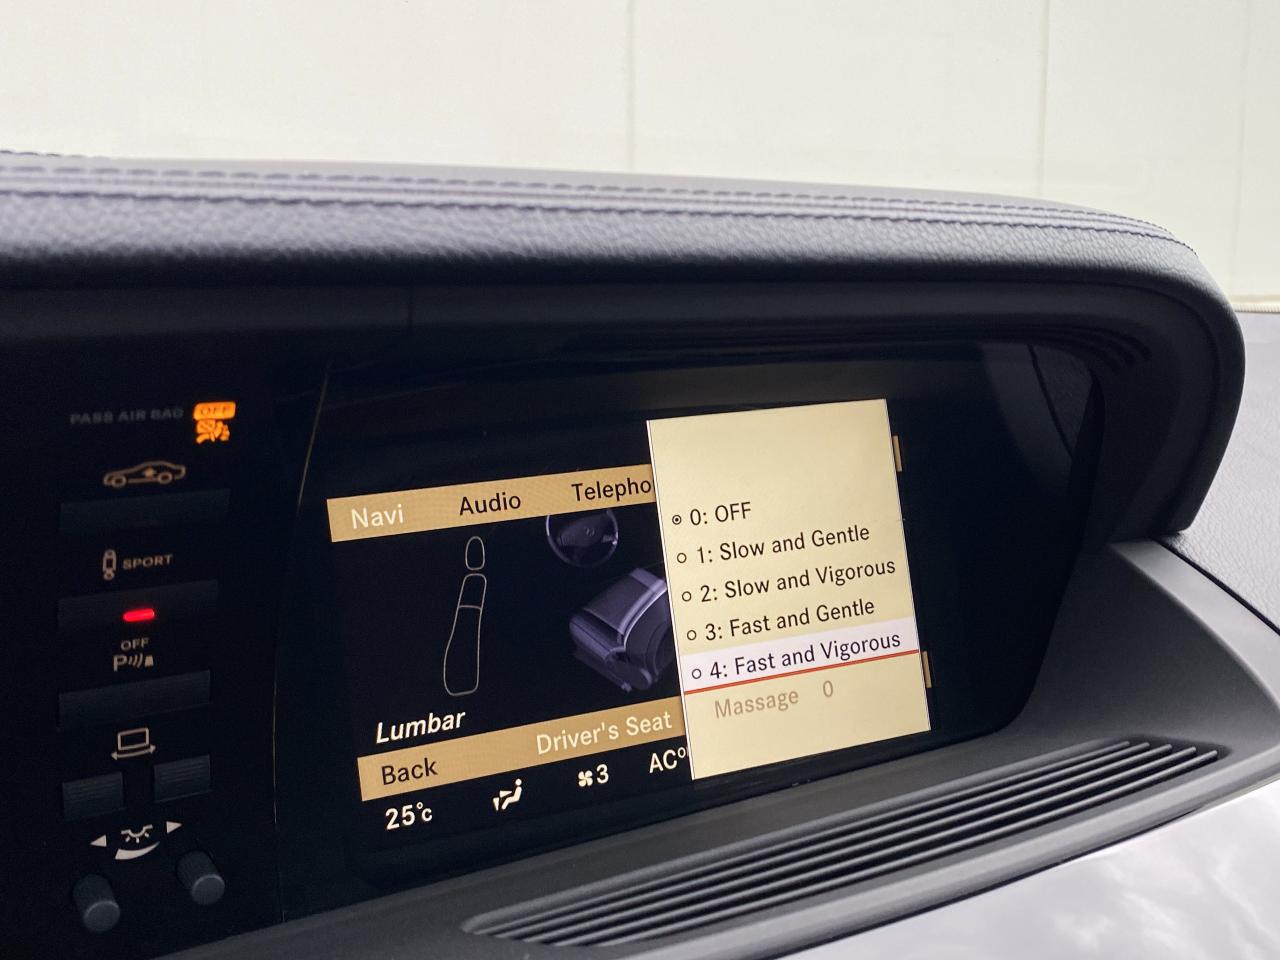 PASS AIR BAG OFF
SPORT
OFF
P
Navi Audio Telepho
0: OFF
1: Slow and Gentle
2: Slow and Vigorous
3: Fast and Gentle
4: Fast and Vigorous
Massage 0
Lumbar
Back Driver's Seat
25°c 3 AC